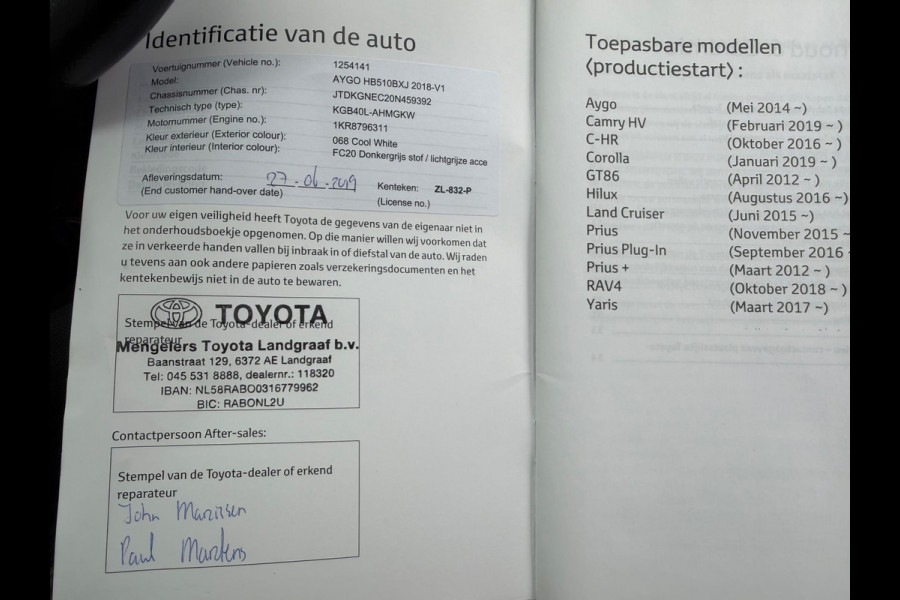 Identificatie van de auto
Voertuignummer (Vehicle no.): 1254141
Model: AYGO HB510BXJ 2018-V1
Chassisnummer (Chas. nr): JTDKGNEC20N459392
Technisch type (type): KGB40L-AHMGKW
Motornummer (Engine no.): 1KR8796311
Kleur exterieur (Exterior colour): 068 Cool White
Kleur interieur (Interior colour): FC20 Donkergrijs stof / lichtgrijze acce
Afleveringsdatum: 27-06-2019 Kenteken: ZL-832-P
(End customer hand-over date) (License no.)
Voor uw eigen veiligheid heeft Toyota de gegevens van de eigenaar niet in
het onderhoudsboekje opgenomen. Op die manier willen wij voorkomen dat
ze in verkeerde handen vallen bij inbraak in of diefstal van de auto. Wij raden
u tevens aan ook andere papieren zoals verzekeringsdocumenten en het
kentekenbewijs niet in de auto te bewaren.
TOYOTA
Stempel van de Toyota-dealer of erkend
reparateur
Mengelers Toyota Landgraaf b.v.
Baanstraat 129, 6372 AE Landgraaf
Tel: 045 531 8888, dealernr.: 118320
IBAN: NL58RABO0316779962
BIC: RABONL2U
Contactpersoon After-sales:
Stempel van de Toyota-dealer of erkend
reparateur
John
Paul Martens
Toepasbare modellen
⟨productiestart⟩ :
Aygo (Mei 2014 ~)
Camry HV (Februari 2019 ~ )
C-HR (Oktober 2016 ~ )
Corolla (Januari 2019 ~ )
GT86 (April 2012 ~ )
Hilux (Augustus 2016 ~)
Land Cruiser (Juni 2015 ~)
Prius (November 2015 ~
Prius Plug-In (September 2016 ~
Prius + (Maart 2012 ~ )
RAV4 (Oktober 2018 ~ )
Yaris (Maart 2017 ~)